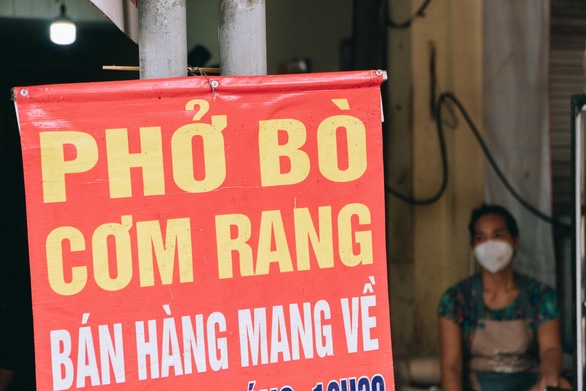 PHỞ BÒ
CƠM RANG
BÁN HÀNG MANG VỀ